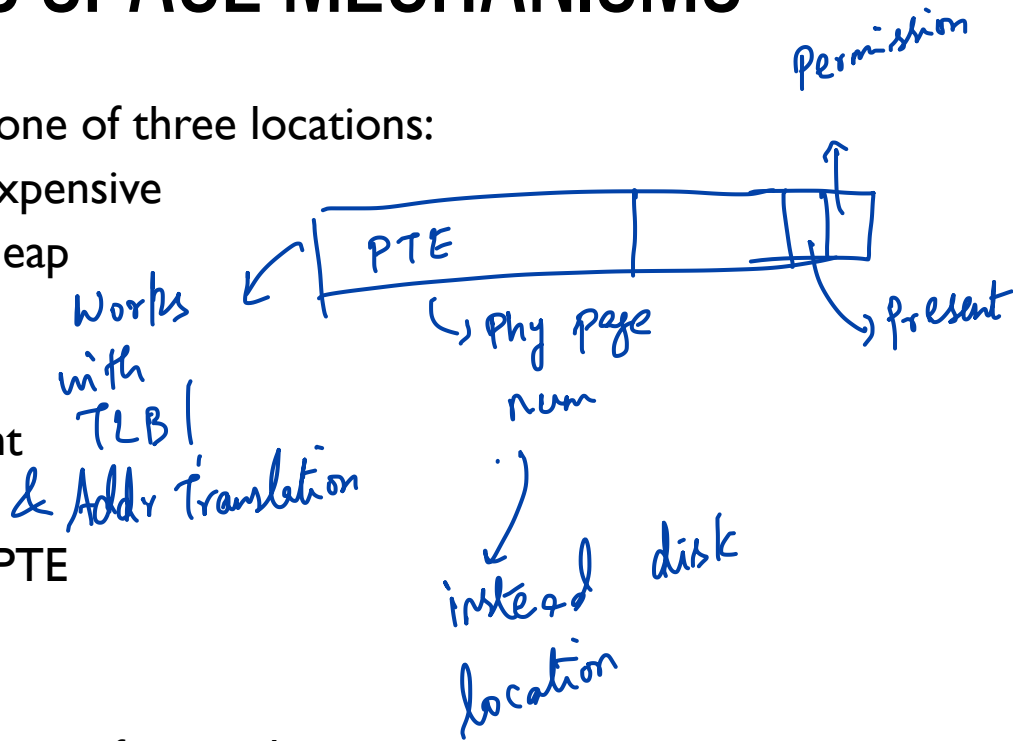 SPACE MECHANISMS
Permission
one of three locations:
xpensive
eap
PTE
Works
with
TLB
& Addr Translation
Phy page
num
Present
nt
PTE
instead disk
location